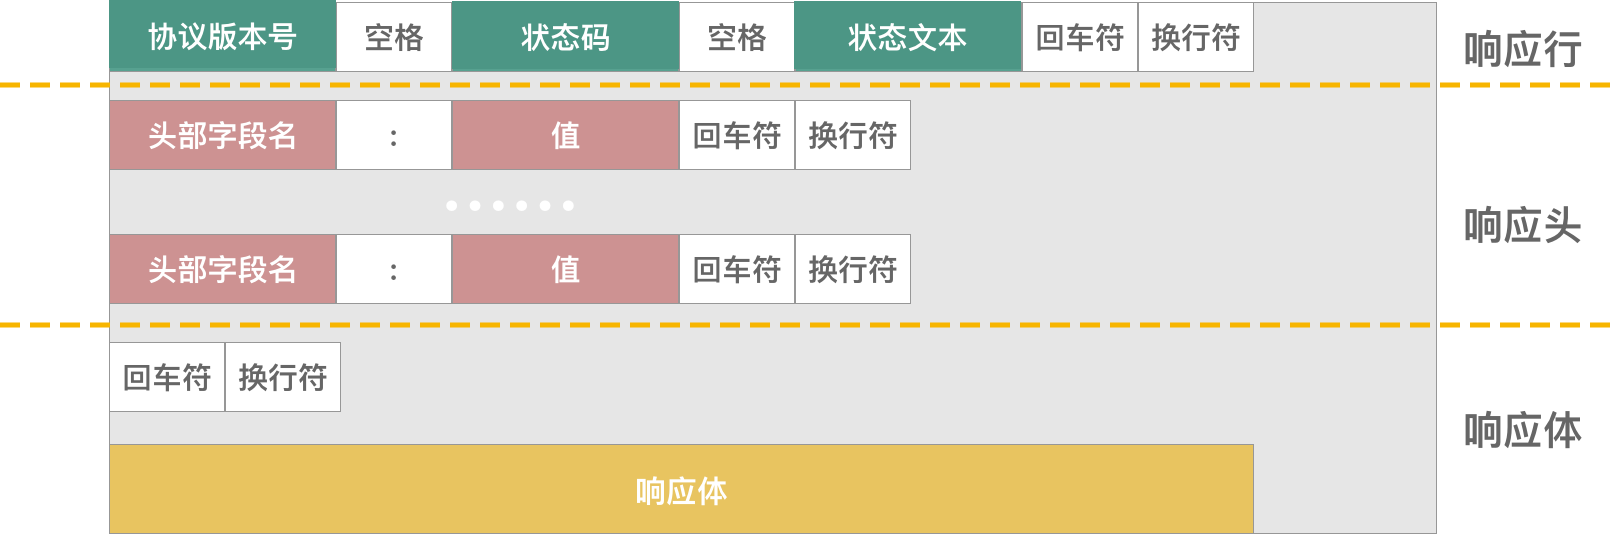 协议版本号 空格 状态码 空格 状态文本 回车符 换行符 响应行
头部字段名 : 值 回车符 换行符
......
响应头
头部字段名 : 值 回车符 换行符
回车符 换行符
响应体
响应体